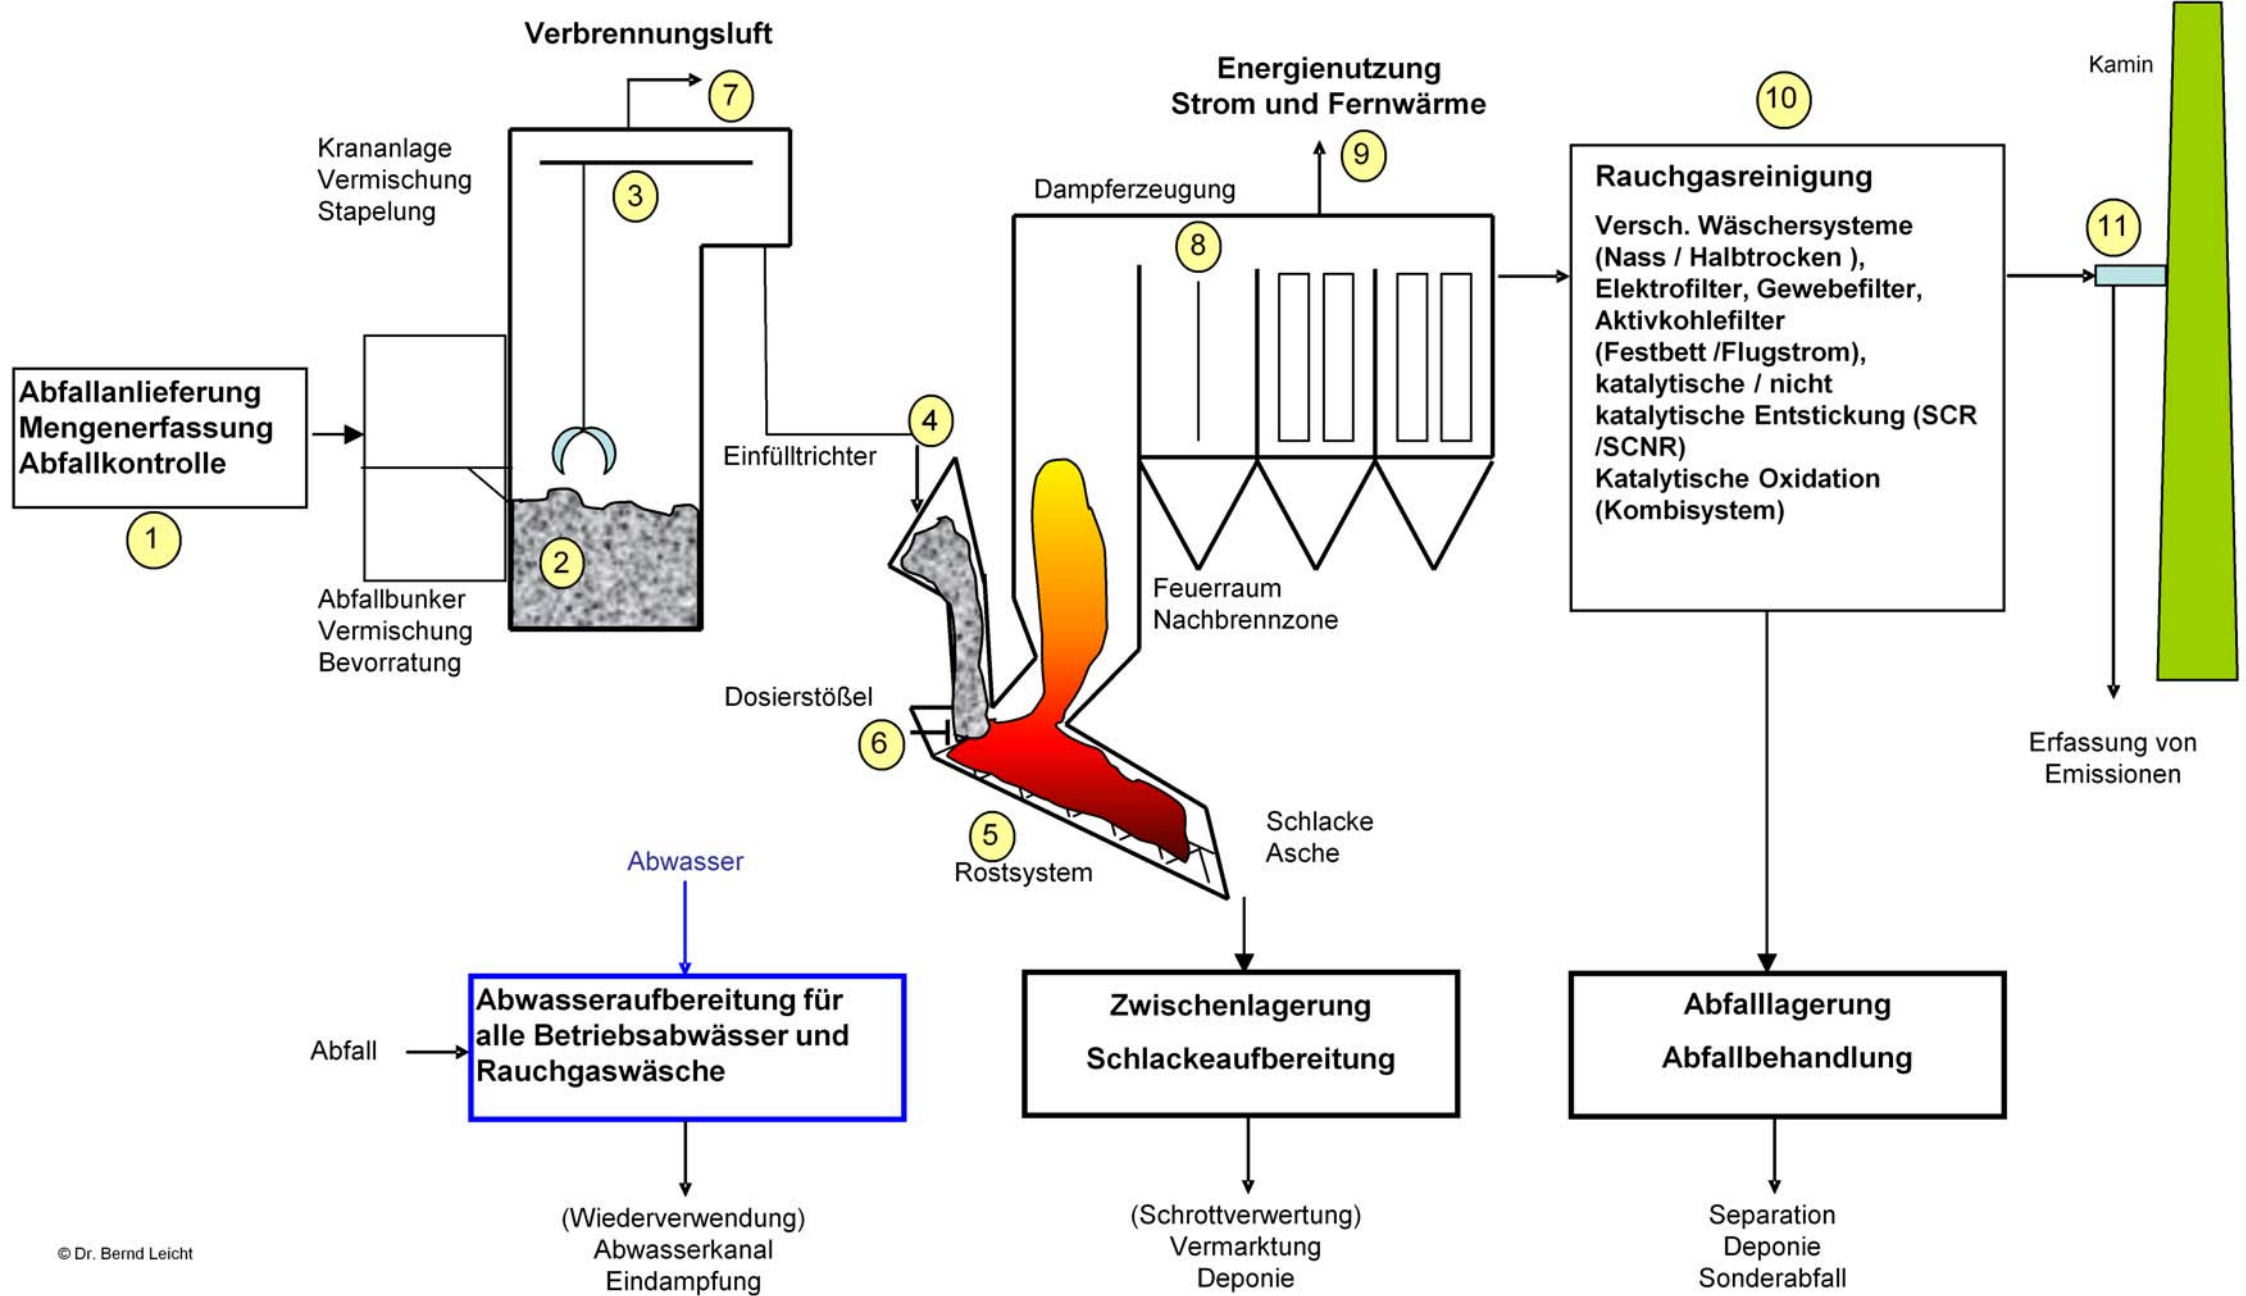 Verbrennungsluft
7
Krananlage
Vermischung
Stapelung
3
Energienutzung
Strom und Fernwärme
9
Dampferzeugung
8
10
Rauchgasreinigung
Versch. Wäschersysteme
(Nass / Halbtrocken ),
Elektrofilter, Gewebefilter,
Aktivkohlefilter
(Festbett /Flugstrom),
katalytische / nicht
katalytische Entstickung (SCR
/SCNR)
Katalytische Oxidation
(Kombisystem)
Kamin
11
Abfallanlieferung
Mengenerfassung
Abfallkontrolle
1
2
Abfallbunker
Vermischung
Bevorratung
4
Einfülltrichter
Feuerraum
Nachbrennzone
Dosierstößel
6
5
Rostsystem
Schlacke
Asche
Erfassung von
Emissionen
Abwasser
Abfall
Abwasseraufbereitung für
alle Betriebsabwässer und
Rauchgaswäsche
Zwischenlagerung
Schlackeaufbereitung
Abfalllagerung
Abfallbehandlung
(Wiederverwendung)
Abwasserkanal
Eindampfung
(Schrottverwertung)
Vermarktung
Deponie
Separation
Deponie
Sonderabfall
© Dr. Bernd Leicht